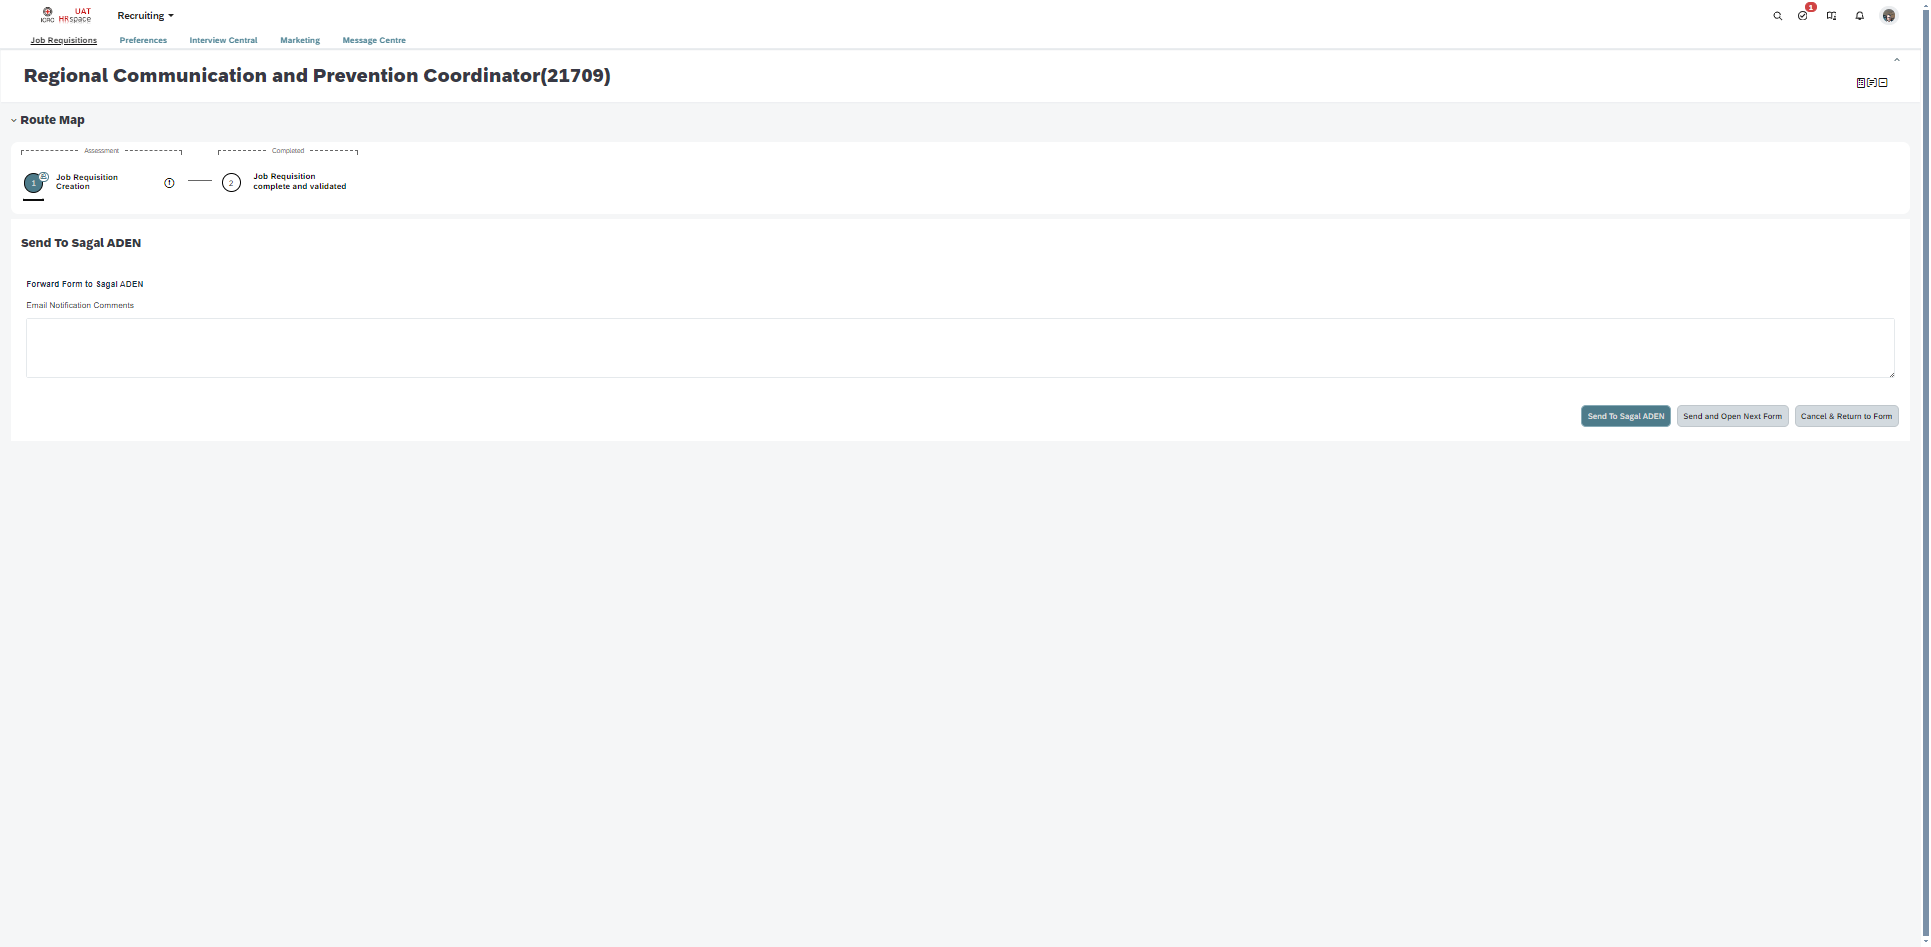 UAT
ICRC HRspace
Recruiting
1
Job Requisitions Preferences Interview Central Marketing Message Centre
Regional Communication and Prevention Coordinator(21709)
Route Map
Assessment Completed
1 Job Requisition Creation
2 Job Requisition complete and validated
Send To Sagal ADEN
Forward Form to Sagal ADEN
Email Notification Comments
Send To Sagal ADEN Send and Open Next Form Cancel & Return to Form